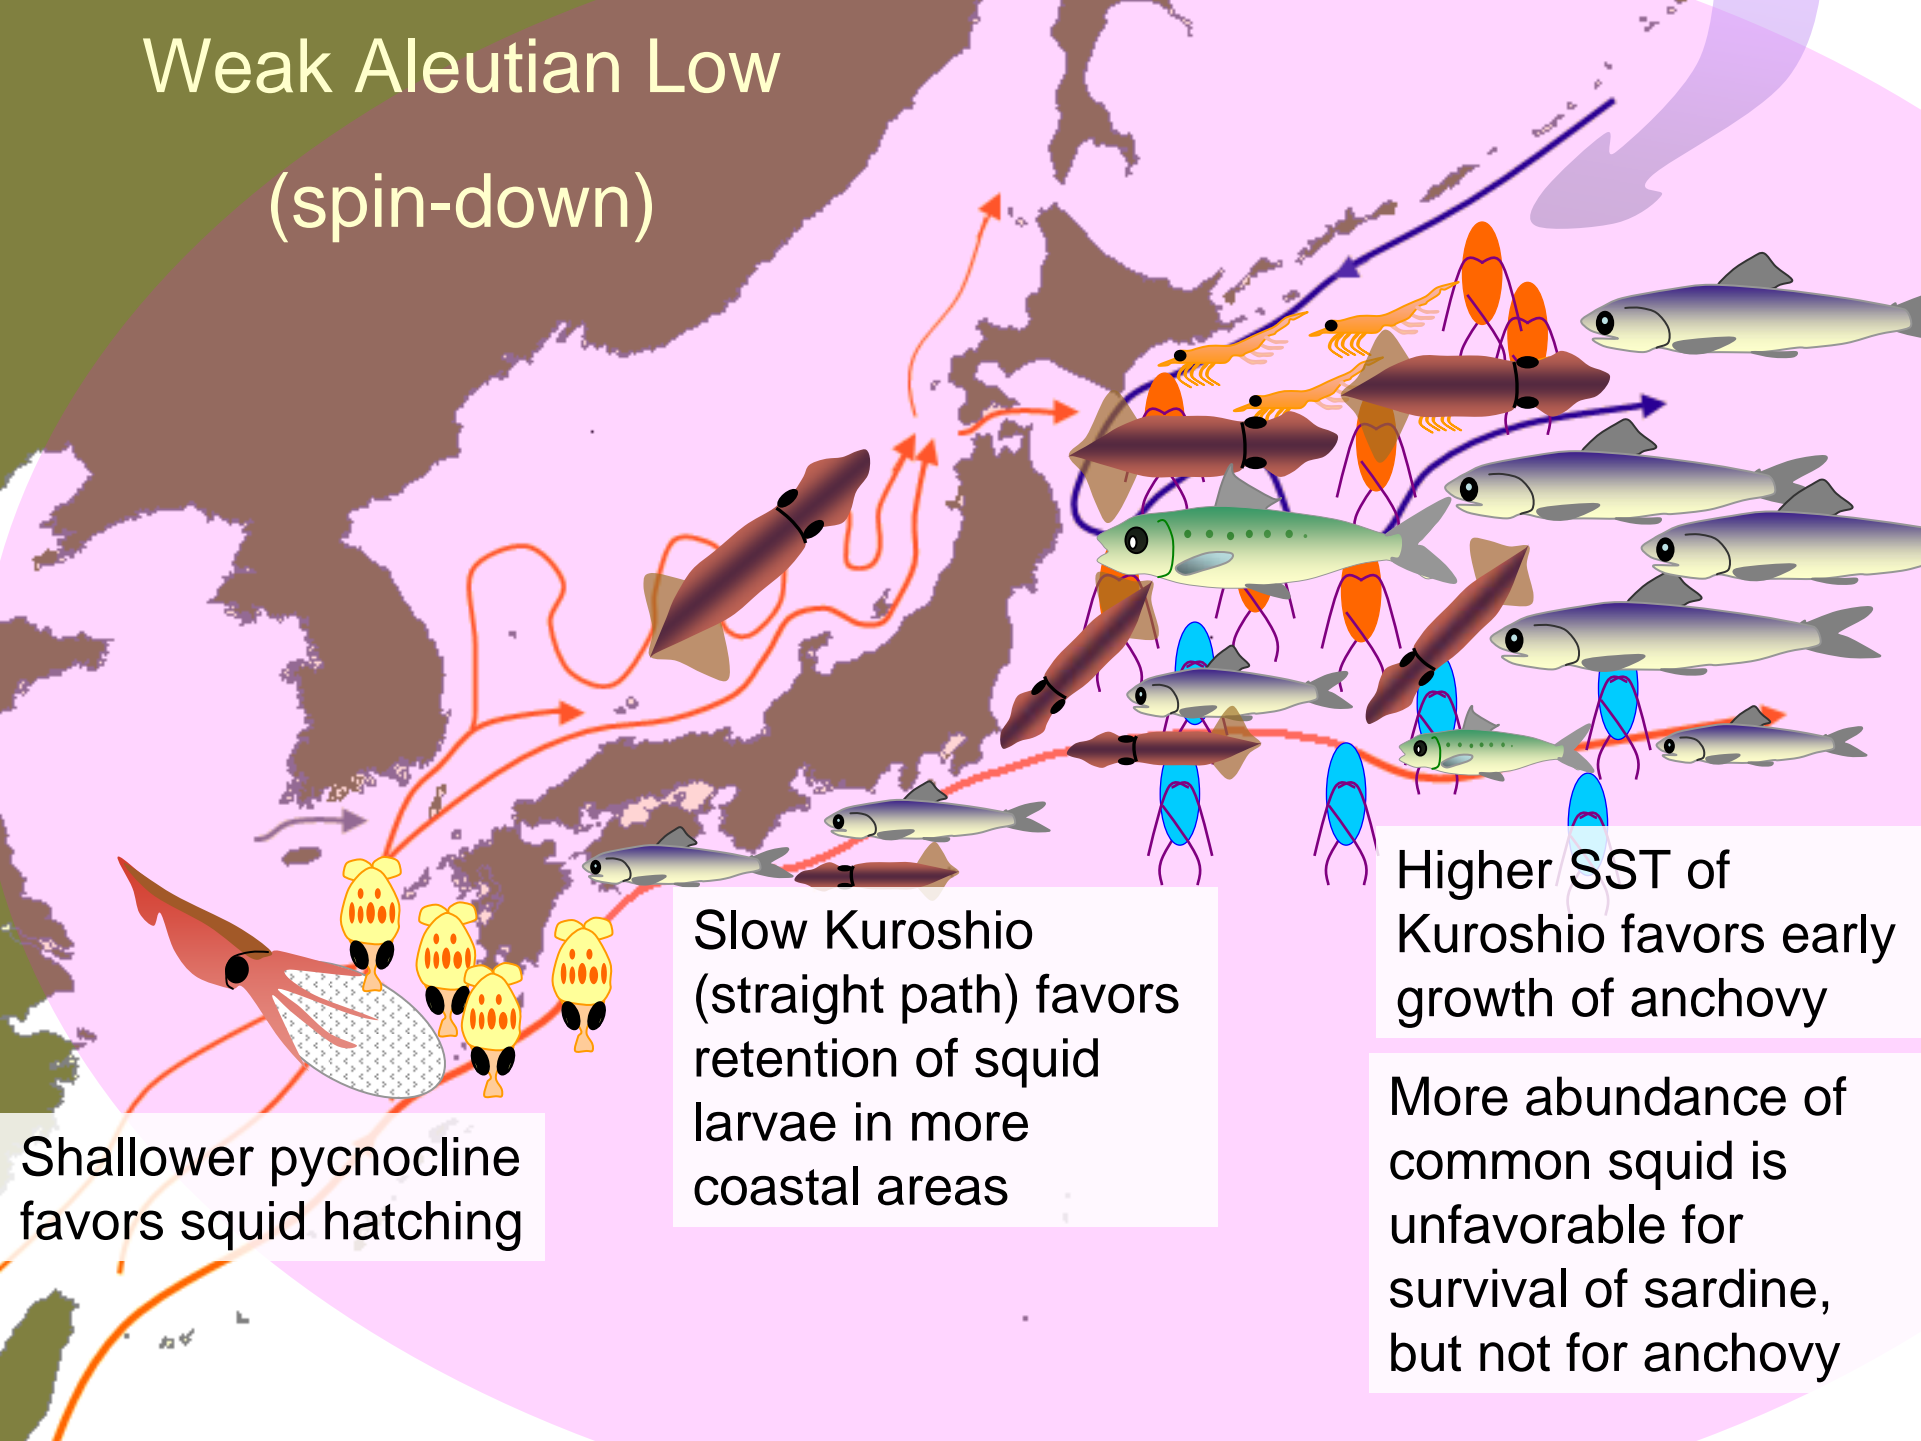 Weak Aleutian Low
(spin-down)
Shallower pycnocline
favors squid hatching
Slow Kuroshio
(straight path) favors
retention of squid
larvae in more
coastal areas
Higher SST of
Kuroshio favors early
growth of anchovy
More abundance of
common squid is
unfavorable for
survival of sardine,
but not for anchovy